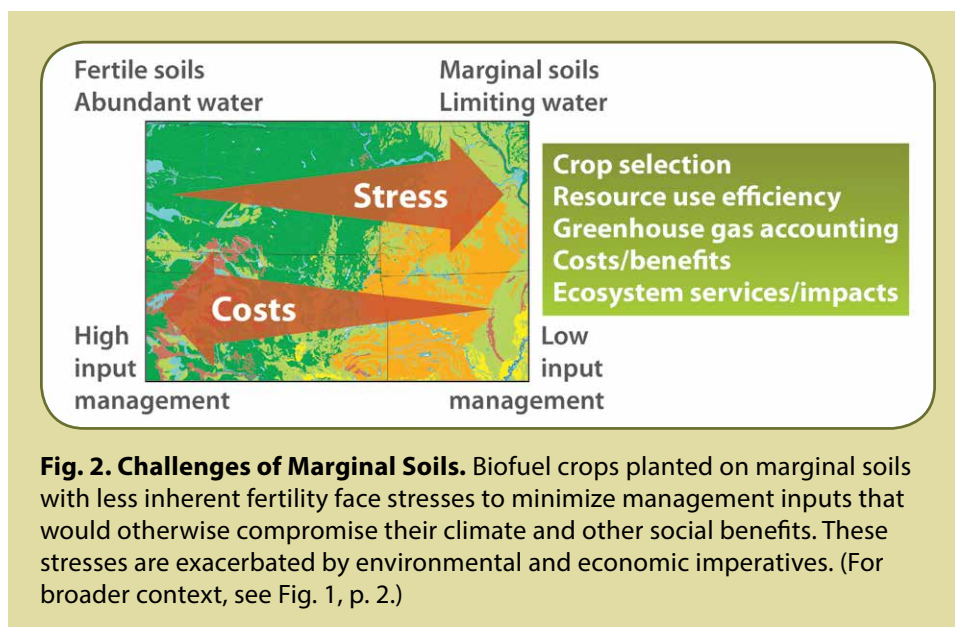 Fertile soils
Abundant water
Marginal soils
Limiting water
Stress
Costs
Crop selection
Resource use efficiency
Greenhouse gas accounting
Costs/benefits
Ecosystem services/impacts
High
input
management
Low
input
management
Fig. 2. Challenges of Marginal Soils. Biofuel crops planted on marginal soils
with less inherent fertility face stresses to minimize management inputs that
would otherwise compromise their climate and other social benefits. These
stresses are exacerbated by environmental and economic imperatives. (For
broader context, see Fig. 1, p. 2.)